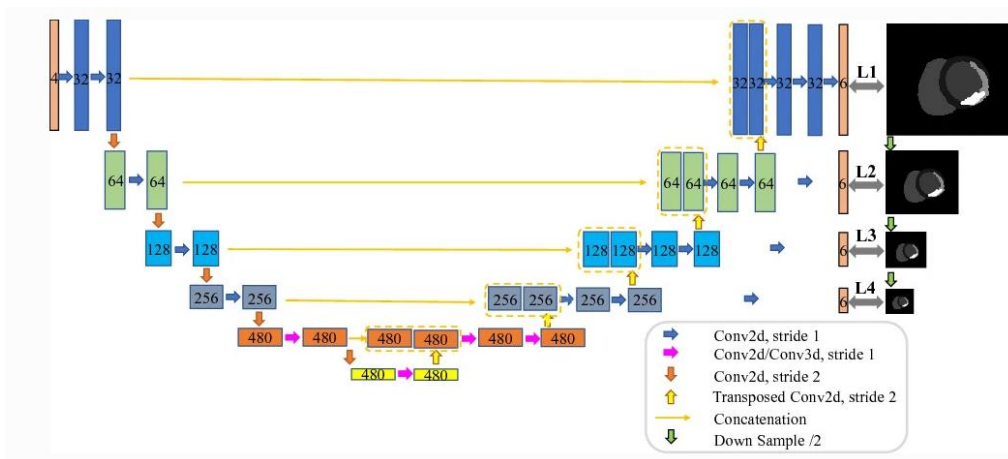 4 32 32 32 32 32 32 6 L1
64 64 64 64 64 64 6 L2
128 128 128 128 128 128 6 L3
256 256 256 256 256 256 6 L4
480 480 480 480 480 480
480 480
Conv2d, stride 1
Conv2d/Conv3d, stride 1
Conv2d, stride 2
Transposed Conv2d, stride 2
Concatenation
Down Sample /2